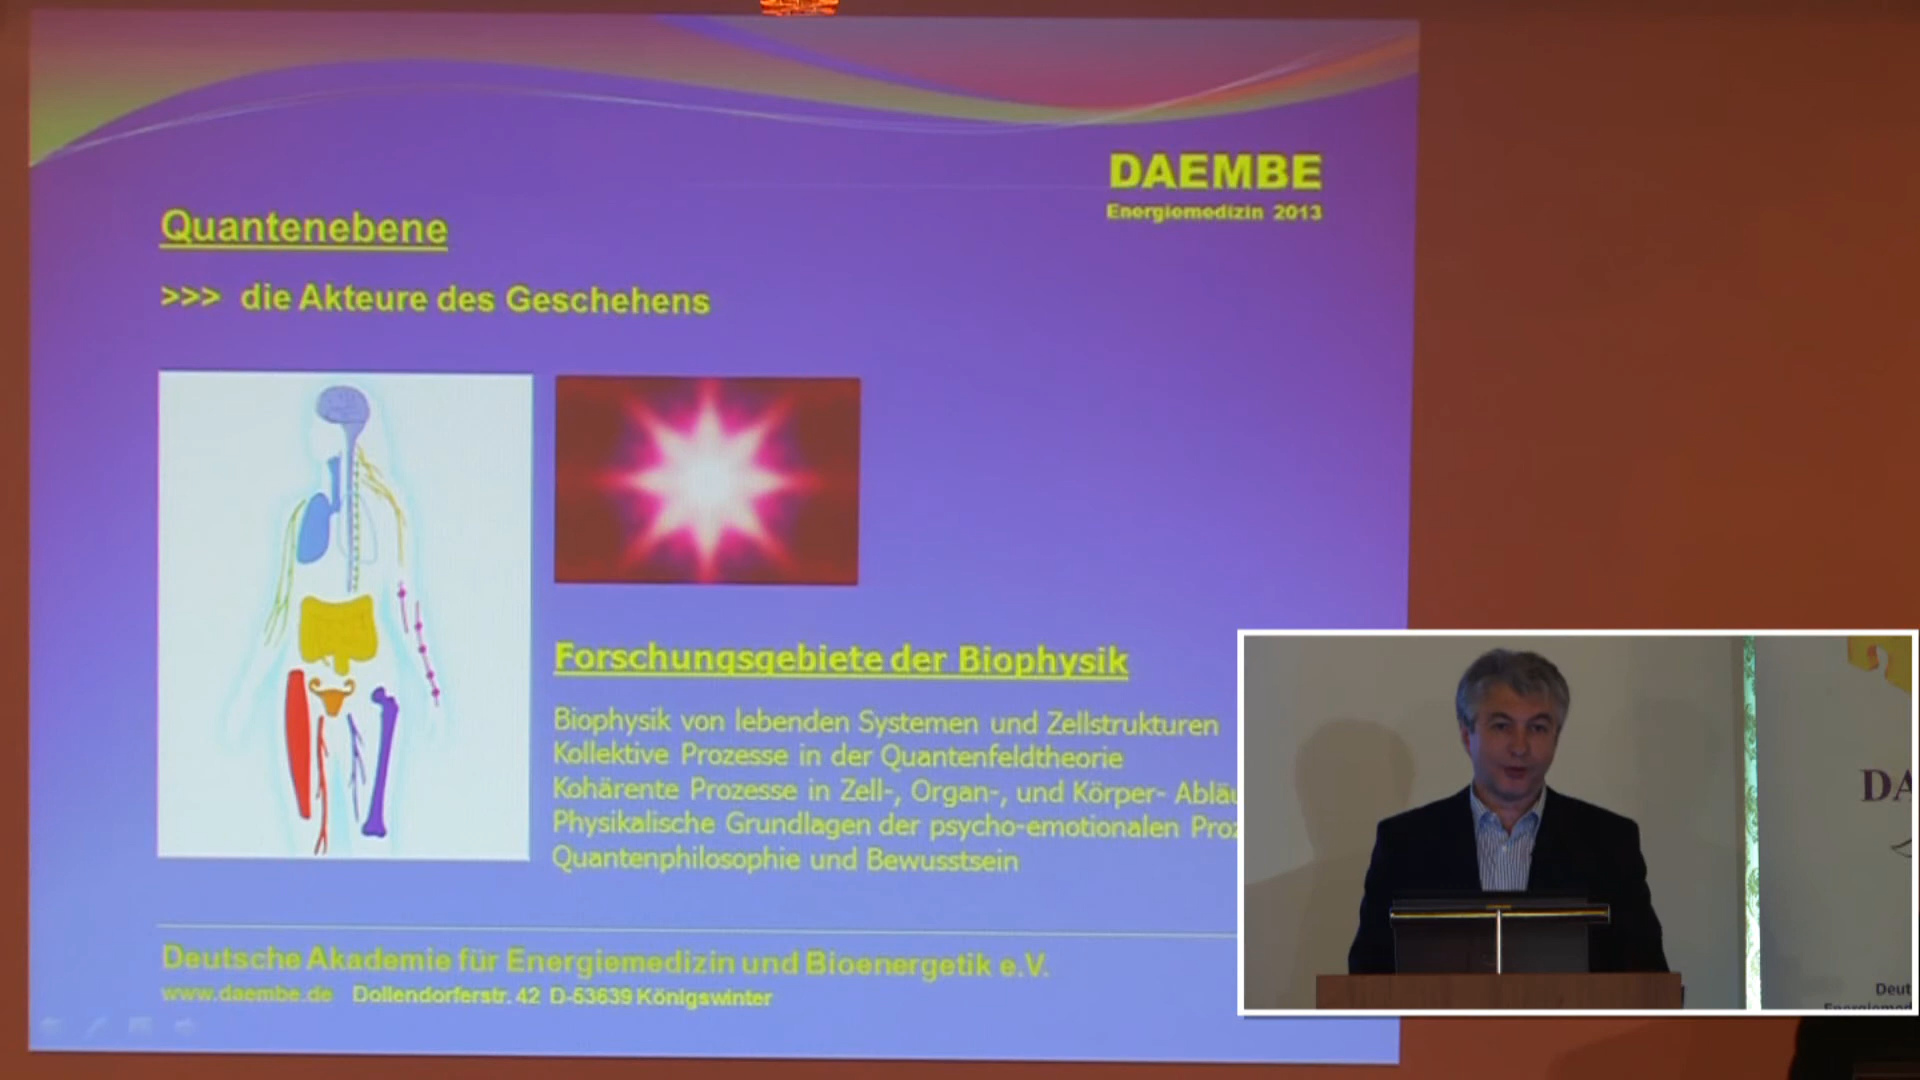 DAEMBE
Energiemedizin 2013
Quantenebene
>>> die Akteure des Geschehens
Forschungsgebiete der Biophysik
Biophysik von lebenden Systemen und Zellstrukturen
Kollektive Prozesse in der Quantenfeldtheorie
Kohärente Prozesse in Zell-, Organ-, und Körper-
Physikalische Grundlagen der psycho-emotionalen
Quantenphilosophie und Bewusstsein
Deutsche Akademie für Energiemedizin und Bioenergetik e.V.
www.daembe.de Dollendorferstr. 42 D-53639 Königswinter
DA
Deut